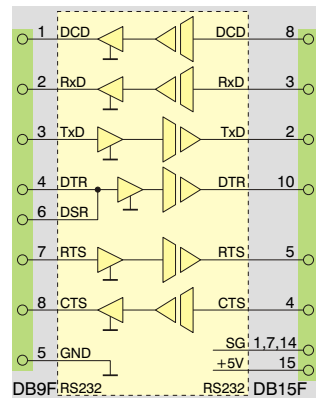 1 DCD DCD 8
2 RxD RxD 3
3 TxD TxD 2
4 DTR DTR 10
6 DSR
7 RTS RTS 5
8 CTS CTS 4
SG 1,7,14
5 GND
+5V 15
DB9F RS232 RS232 DB15F